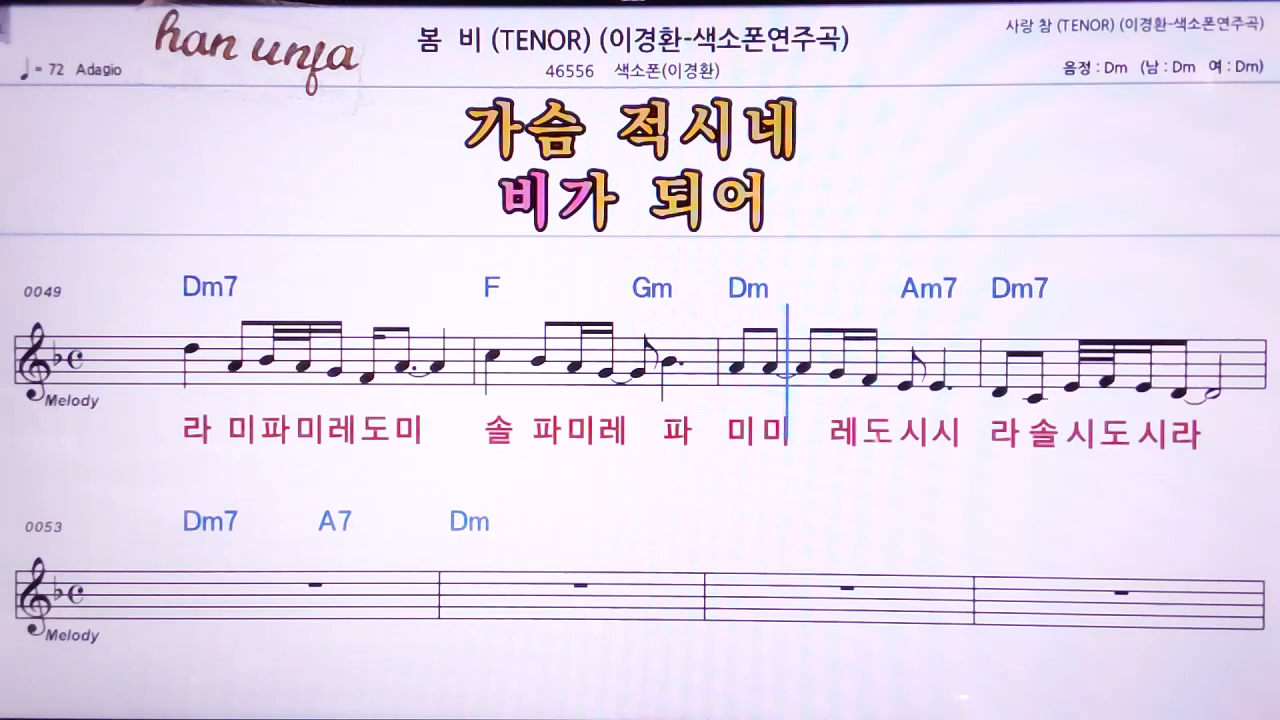 han unfa
봄 비 (TENOR) (이경환-색소폰연주곡)
사랑 참 (TENOR) (이경환-색소폰연주곡)
♩= 72 Adagio
46556 색소폰(이경환)
음정 : Dm (남 : Dm 여 : Dm)
가슴 적시네
비가 되어
0049 Dm7 F Gm Dm Am7 Dm7
Melody
라 미파미레도미 솔 파미레 파 미미 레도시시 라솔시도시라
0053 Dm7 A7 Dm
Melody